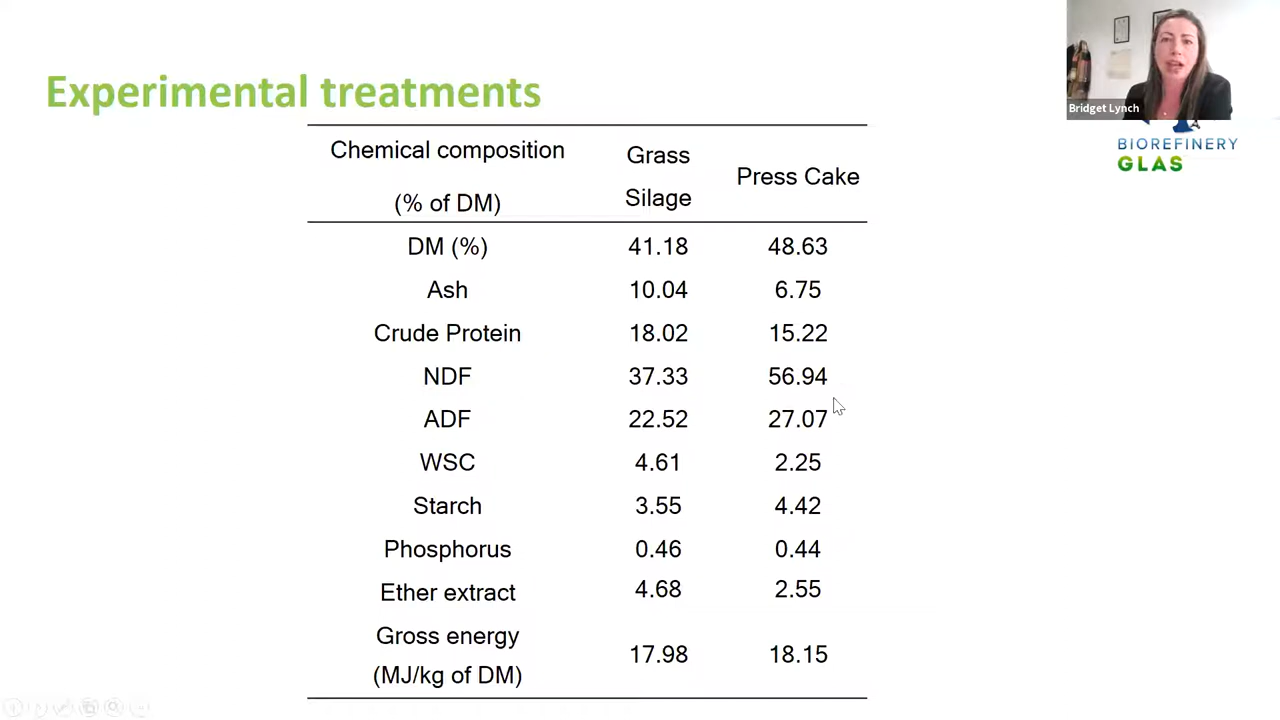 Experimental treatments
Bridget Lynch
BIOREFINERY
GLAS
Chemical composition
(% of DM)
Grass
Silage
Press Cake
DM (%) 41.18 48.63
Ash 10.04 6.75
Crude Protein 18.02 15.22
NDF 37.33 56.94
ADF 22.52 27.07
WSC 4.61 2.25
Starch 3.55 4.42
Phosphorus 0.46 0.44
Ether extract 4.68 2.55
Gross energy
(MJ/kg of DM) 17.98 18.15